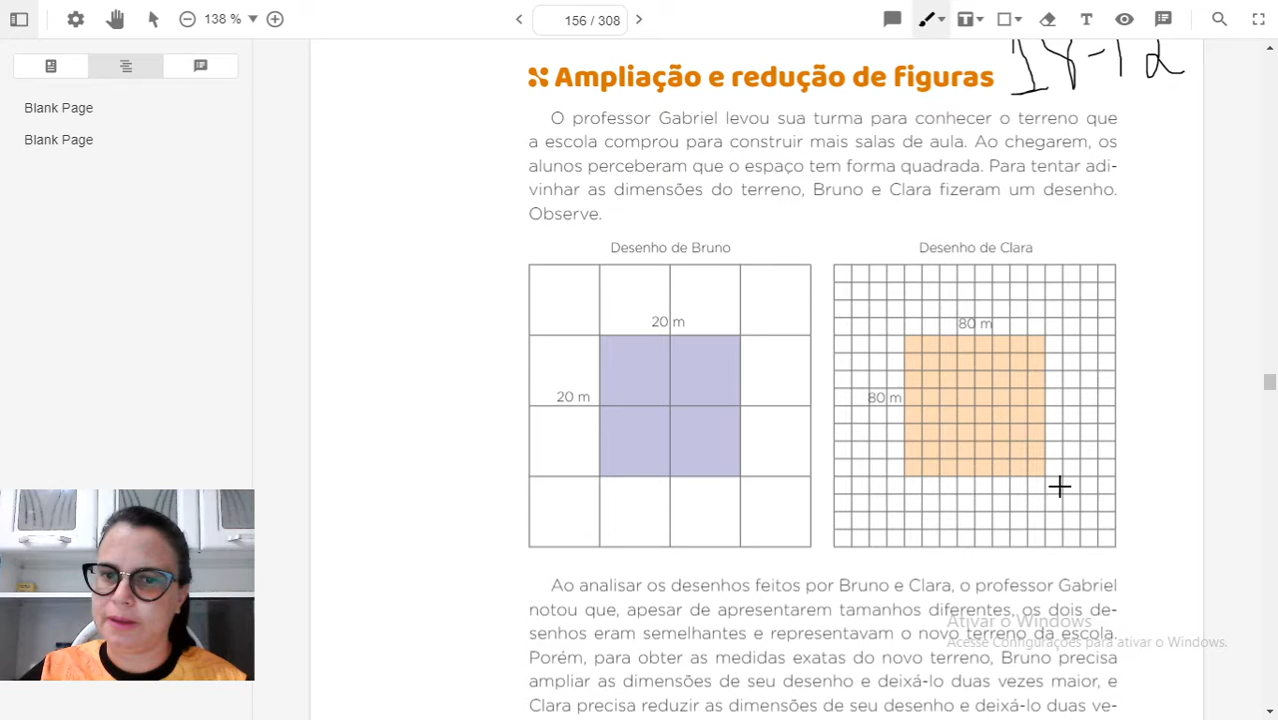 138 %
156 / 308
18-12
Ampliação e redução de figuras
O professor Gabriel levou sua turma para conhecer o terreno que
a escola comprou para construir mais salas de aula. Ao chegarem, os
alunos perceberam que o espaço tem forma quadrada. Para tentar adi-
vinhar as dimensões do terreno, Bruno e Clara fizeram um desenho.
Observe.
Blank Page
Blank Page
Desenho de Bruno
Desenho de Clara
20 m
80 m
20 m
80 m
Ao analisar os desenhos feitos por Bruno e Clara, o professor Gabriel
notou que, apesar de apresentarem tamanhos diferentes, os dois de-
senhos eram semelhantes e representavam o novo terreno da escola.
Porém, para obter as medidas exatas do novo terreno, Bruno precisa
ampliar as dimensões de seu desenho e deixá-lo duas vezes maior, e
Clara precisa reduzir as dimensões de seu desenho e deixá-lo duas ve-
Ativar o Windows
Acesse Configurações para ativar o Windows.